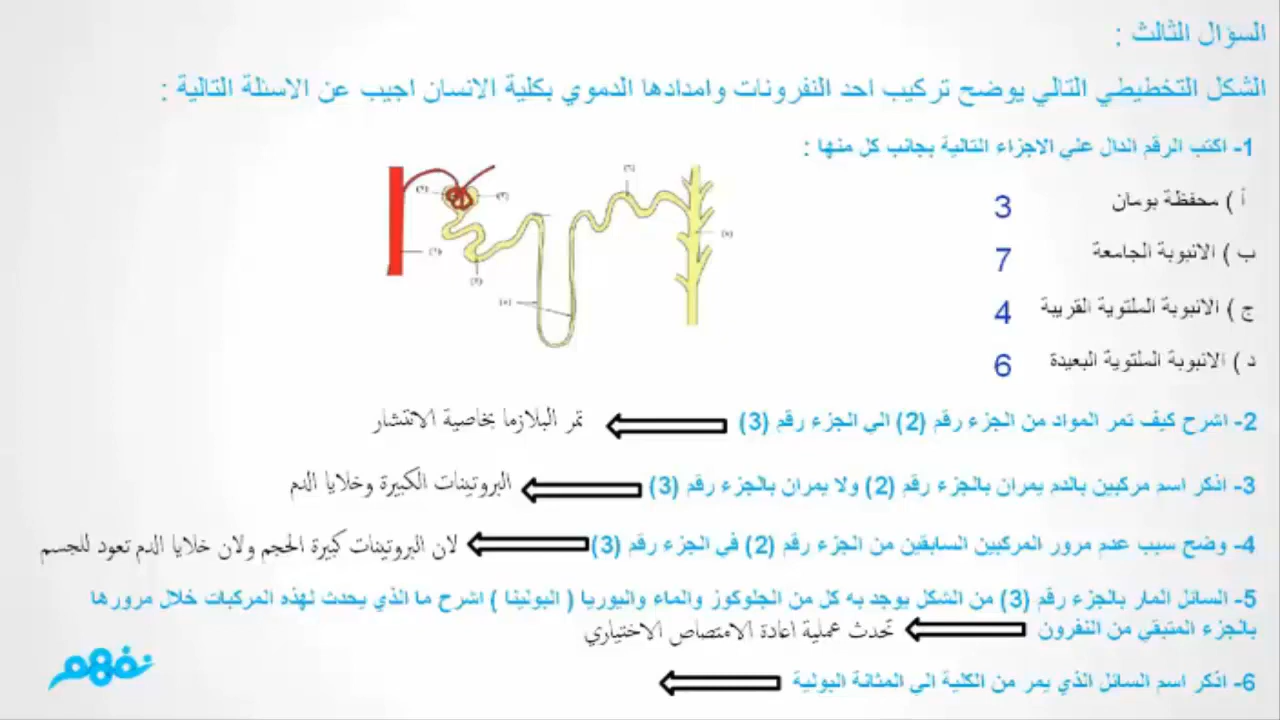 السؤال الثالث :
الشكل التخطيطي التالي يوضح تركيب احد النفرونات وامدادها الدموي بكلية الانسان اجيب عن الاسئلة التالية :
1- اكتب الرقم الدال علي الاجزاء التالية بجانب كل منها :
أ ) محفظة بومان 3
ب ) الانبوبة الجامعة 7
ج ) الانبوبة الملتوية القريبة 4
د ) الانبوبة الملتوية البعيدة 6
2- اشرح كيف تمر المواد من الجزء رقم (2) الي الجزء رقم (3) تمر البلازما بخاصية الانتشار
3- اذكر اسم مركبين بالدم يمران بالجزء رقم (2) ولا يمران بالجزء رقم (3) البروتينات الكبيرة وخلايا الدم
4- وضح سبب عدم مرور المركبين السابقين من الجزء رقم (2) في الجزء رقم (3) لان البروتينات كبيرة الحجم ولان خلايا الدم تعود للجسم
5- السائل المار بالجزء رقم (3) من الشكل يوجد به كل من الجلوكوز والماء واليوريا ( البولينا ) اشرح ما الذي يحدث لهذه المركبات خلال مرورها
بالجزء المتبقي من النفرون تحدث عملية اعادة الامتصاص الاختياري
6- اذكر اسم السائل الذي يمر من الكلية الى المثانة البولية
نفهم